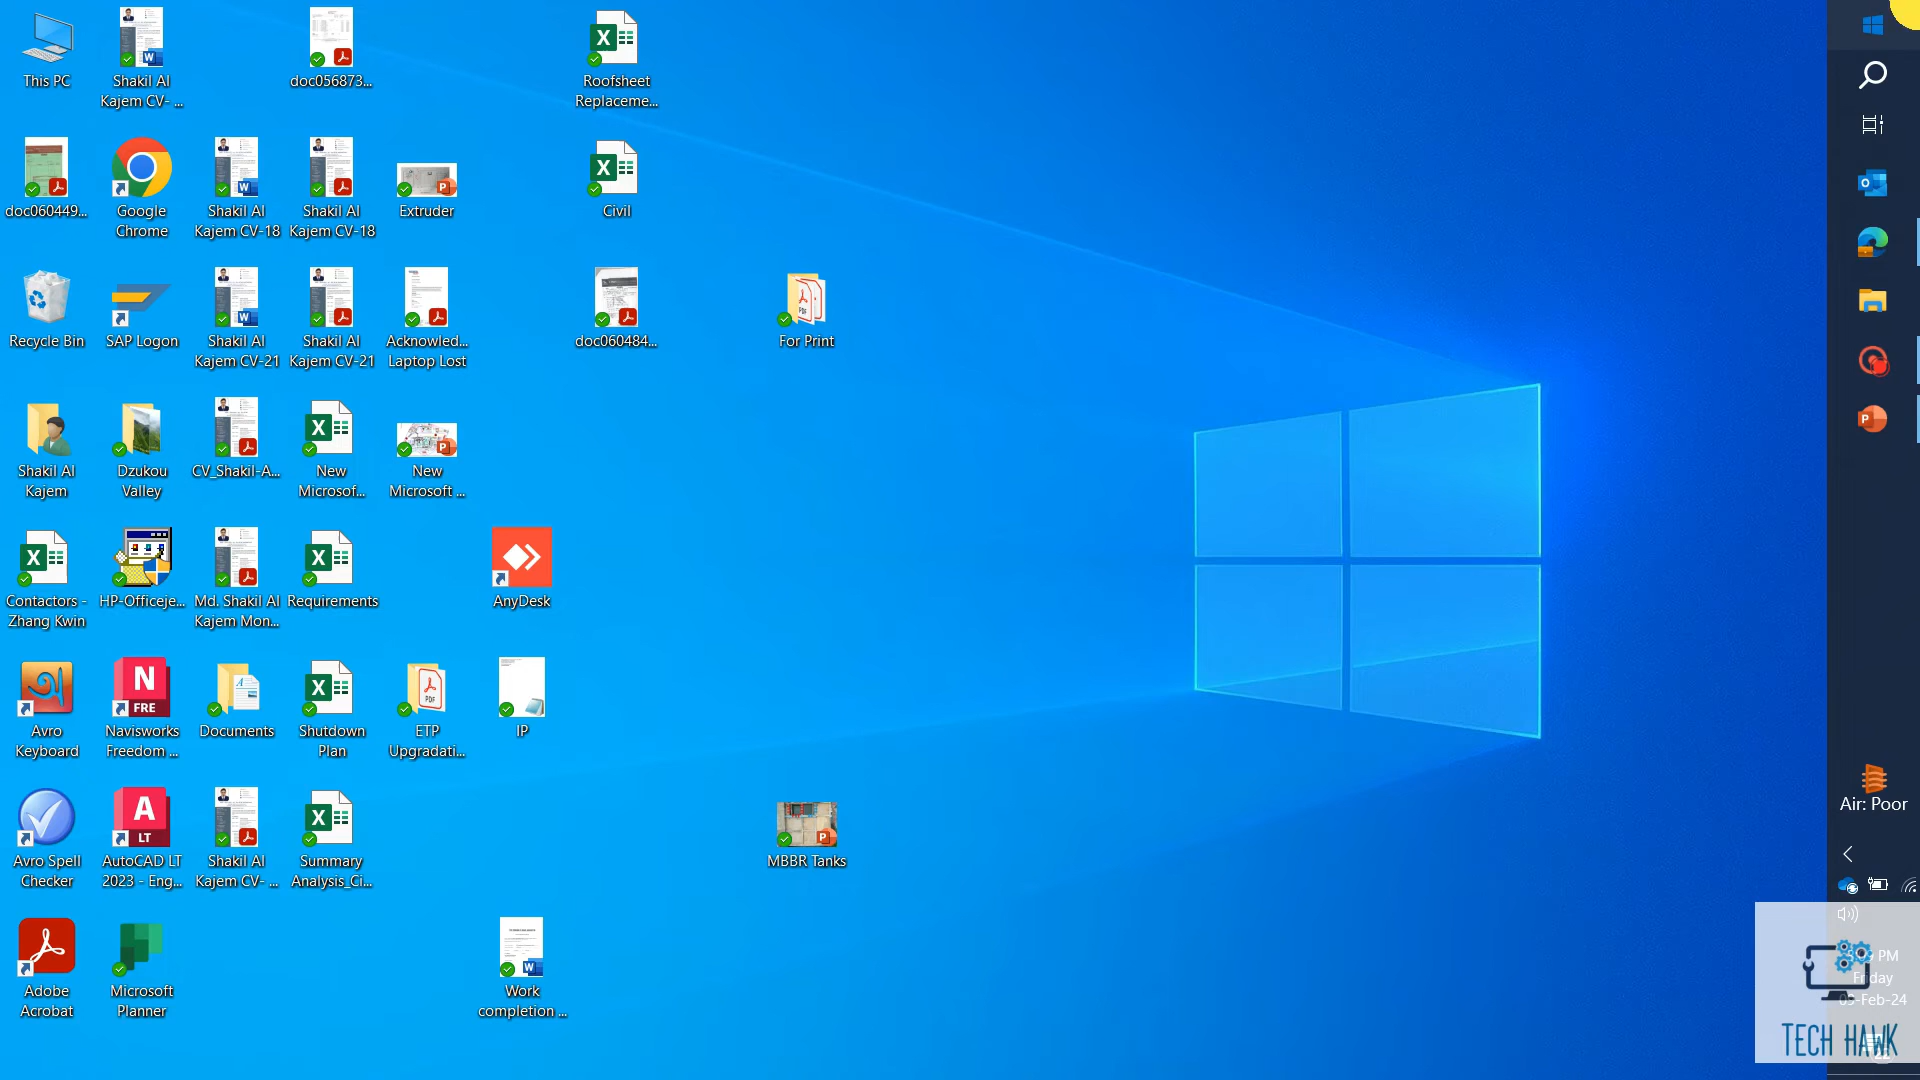 This PC
Shakil Al
Kajem CV- ...
doc056873...
Roofsheet
Replaceme...
doc060449...
Google
Chrome
Shakil Al
Kajem CV-18
Shakil Al
Kajem CV-18
Extruder
Civil
Recycle Bin
SAP Logon
Shakil Al
Kajem CV-21
Shakil Al
Kajem CV-21
Acknowled...
Laptop Lost
doc060484...
For Print
Shakil Al
Kajem
Dzukou
Valley
CV_Shakil-A...
New
Microsof...
New
Microsoft ...
Contactors -
Zhang Kwin
HP-Officeje...
Md. Shakil Al
Kajem Mon...
Requirements
AnyDesk
Avro
Keyboard
Navisworks
Freedom ...
Documents
Shutdown
Plan
ETP
Upgradati...
IP
Avro Spell
Checker
AutoCAD LT
2023 - Eng...
Shakil Al
Kajem CV- ...
Summary
Analysis_Ci...
MBBR Tanks
Adobe
Acrobat
Microsoft
Planner
Work
completion ...
Air: Poor
PM
Friday
-Feb-24
TECH HAWK